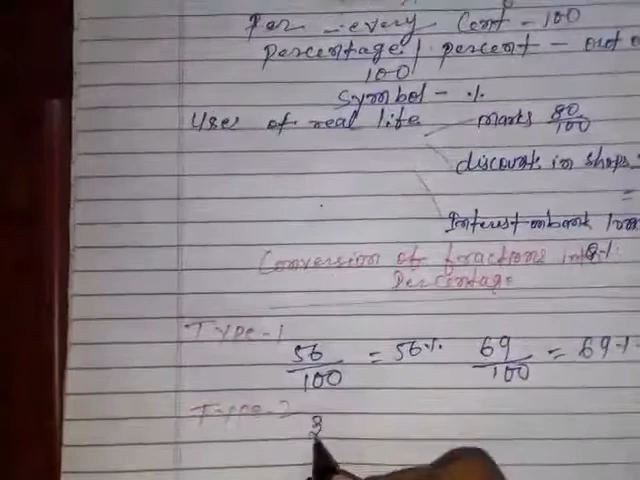 Per - every Cent - 100
percentage / percent - out o
100
Symbol - %
Use of real life marks 80/100
discount in shops
=
Interest on bank loan
Conversion of fractions into %
Percentage
Type-1
56/100 = 56% 69/100 = 69%
Type-2
3